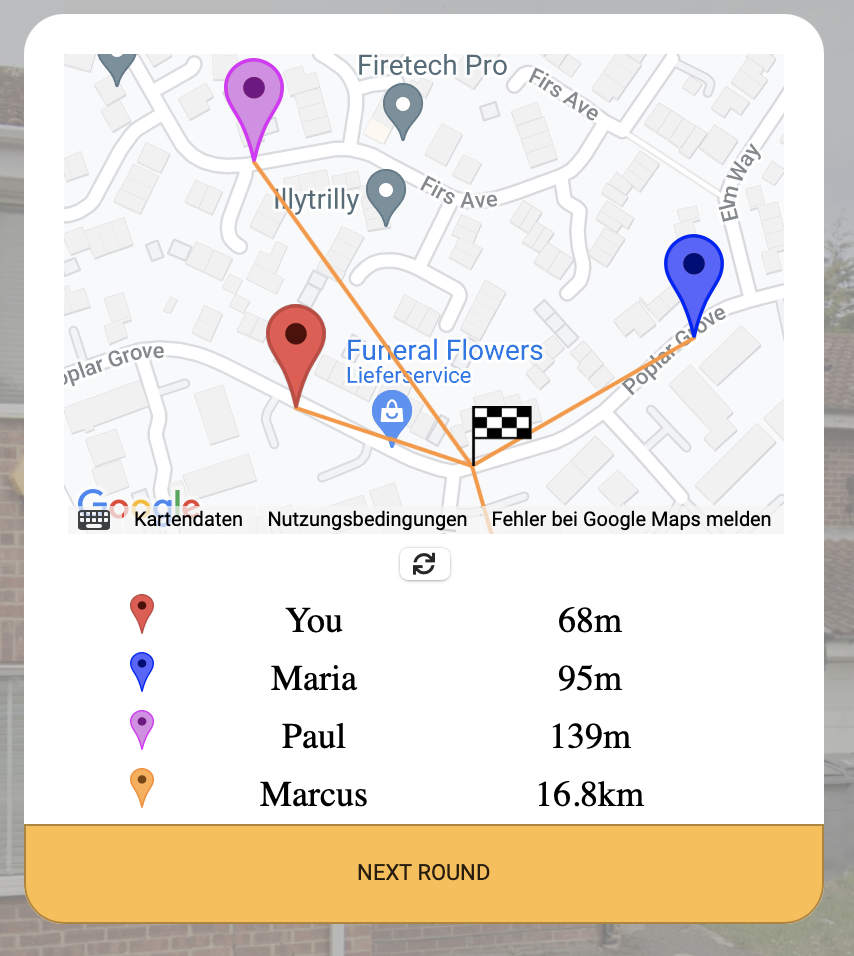 Firetech Pro
Firs Ave
Elm Way
Illytrilly
Firs Ave
Poplar Grove
Funeral Flowers
Lieferservice
oplar Grove
Google
Kartendaten Nutzungsbedingungen Fehler bei Google Maps melden
You 68m
Maria 95m
Paul 139m
Marcus 16.8km
NEXT ROUND